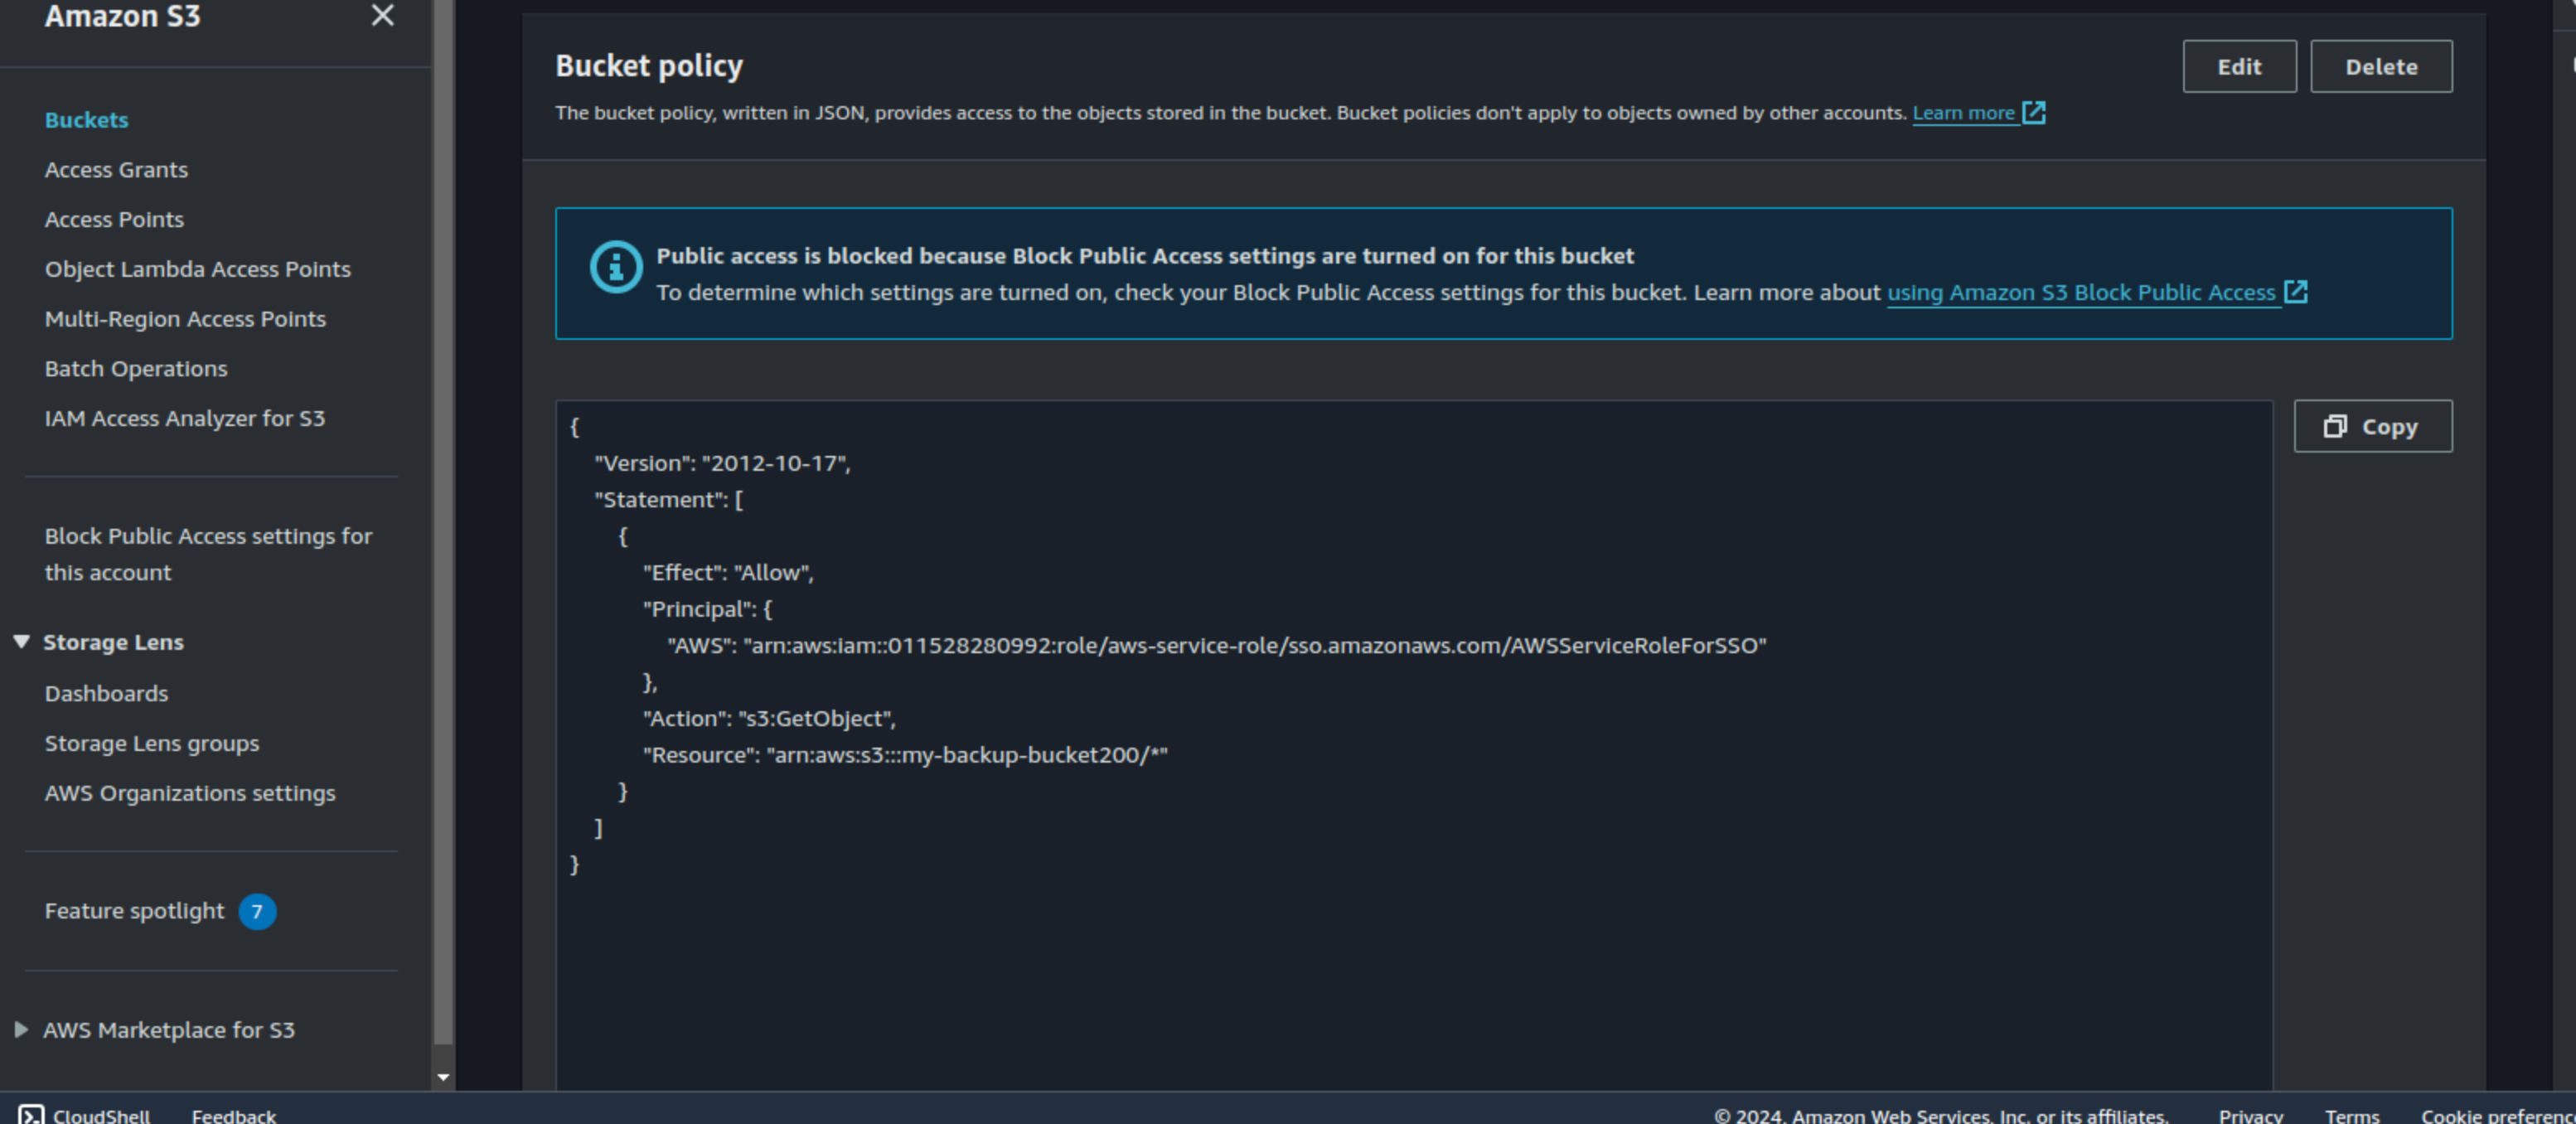 Amazon S3
Buckets
Access Grants
Access Points
Object Lambda Access Points
Multi-Region Access Points
Batch Operations
IAM Access Analyzer for S3
Block Public Access settings for
this account
Storage Lens
Dashboards
Storage Lens groups
AWS Organizations settings
Feature spotlight 7
AWS Marketplace for S3
Bucket policy
Edit Delete
The bucket policy, written in JSON, provides access to the objects stored in the bucket. Bucket policies don't apply to objects owned by other accounts. Learn more
Public access is blocked because Block Public Access settings are turned on for this bucket
To determine which settings are turned on, check your Block Public Access settings for this bucket. Learn more about using Amazon S3 Block Public Access
Copy
{
"Version": "2012-10-17",
"Statement": [
{
"Effect": "Allow",
"Principal": {
"AWS": "arn:aws:iam::011528280992:role/aws-service-role/sso.amazonaws.com/AWSServiceRoleForSSO"
},
"Action": "s3:GetObject",
"Resource": "arn:aws:s3:::my-backup-bucket200/*"
}
]
}
CloudShell Feedback © 2024, Amazon Web Services, Inc. or its affiliates. Privacy Terms Cookie